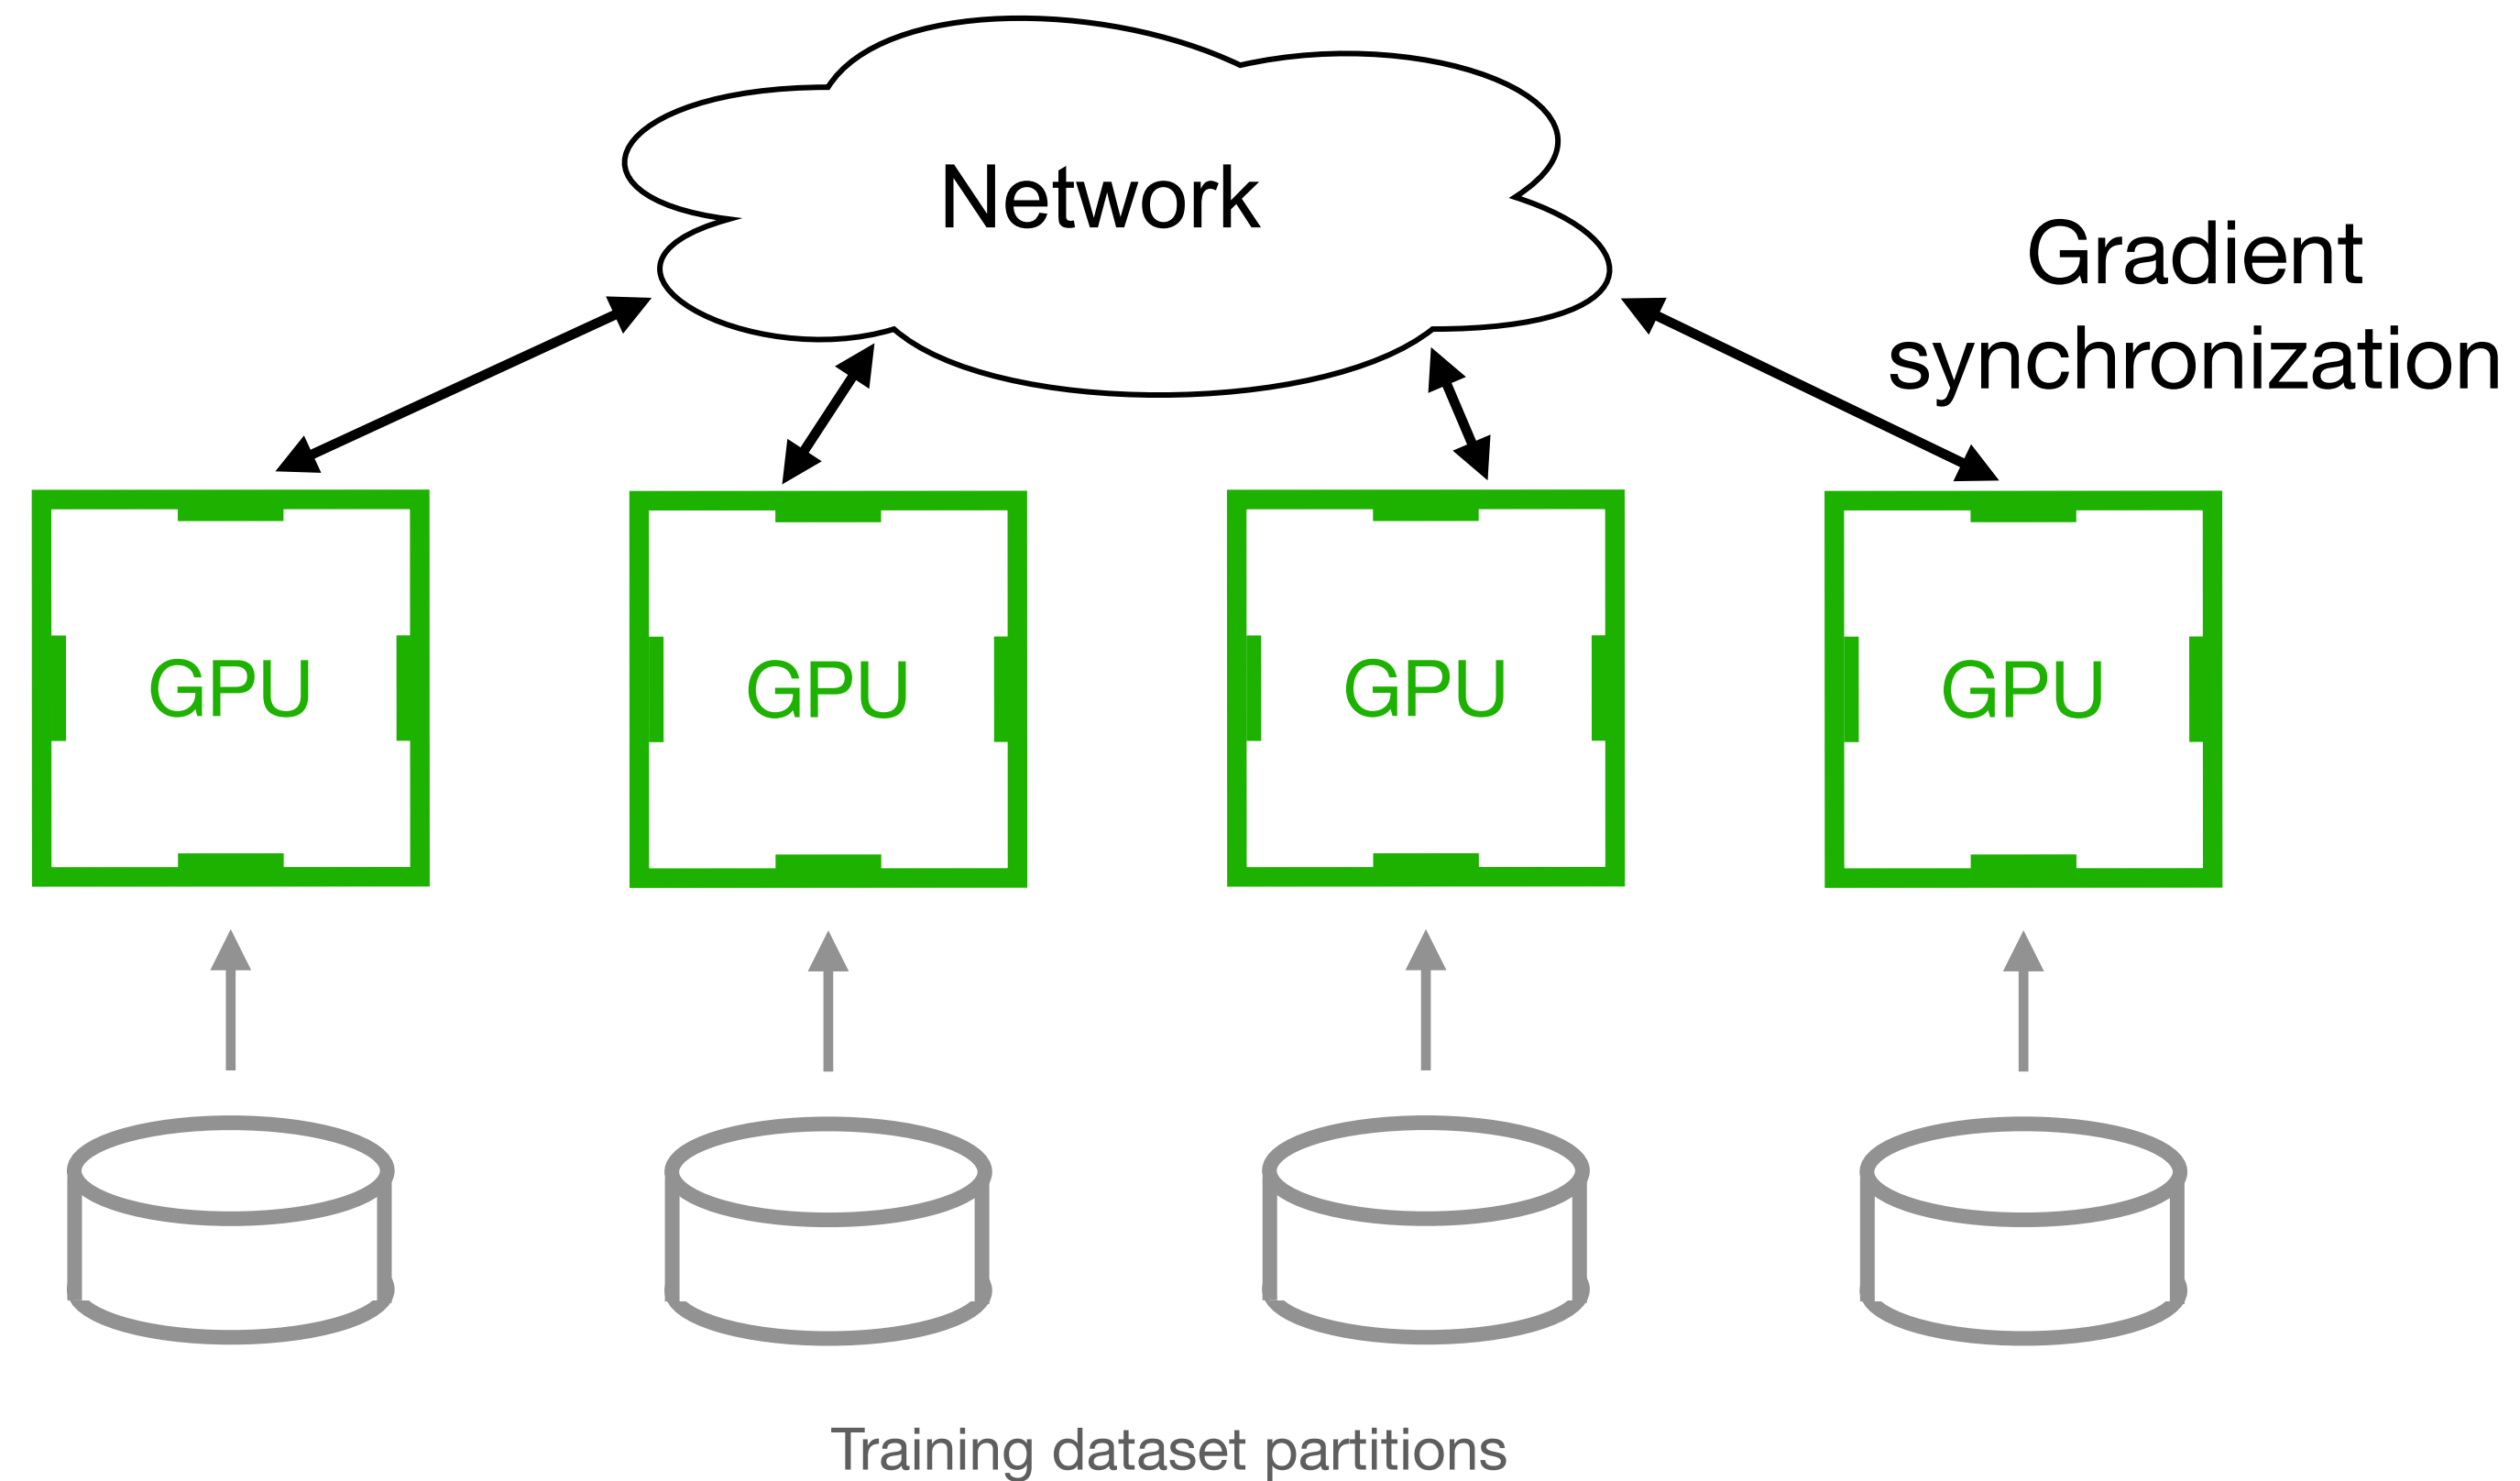 Network
Gradient
synchronization
GPU
GPU
GPU
GPU
Training dataset partitions